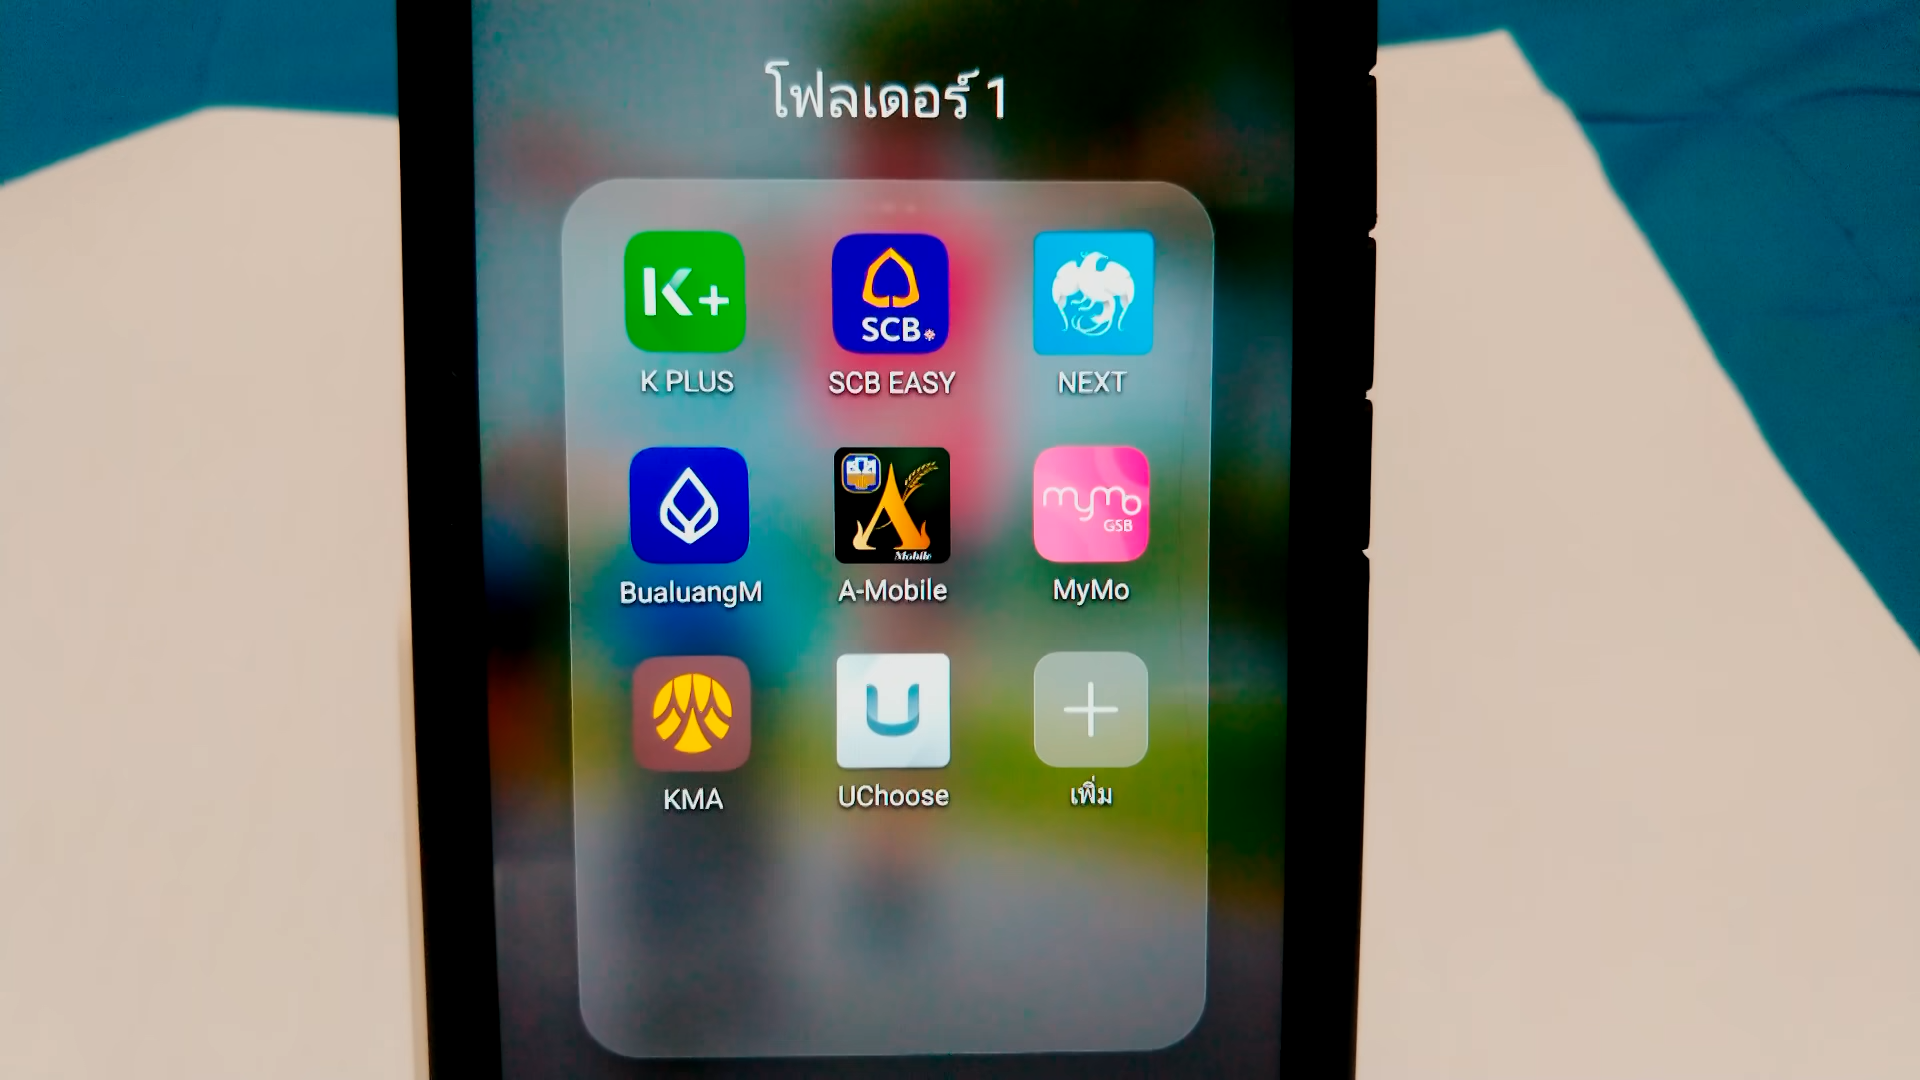 โฟลเดอร์ 1
K+
SCB
K PLUS
SCB EASY
NEXT
A
Mobile
mymo
GSB
BualuangM
A-Mobile
MyMo
U
KMA
UChoose
เพิ่ม